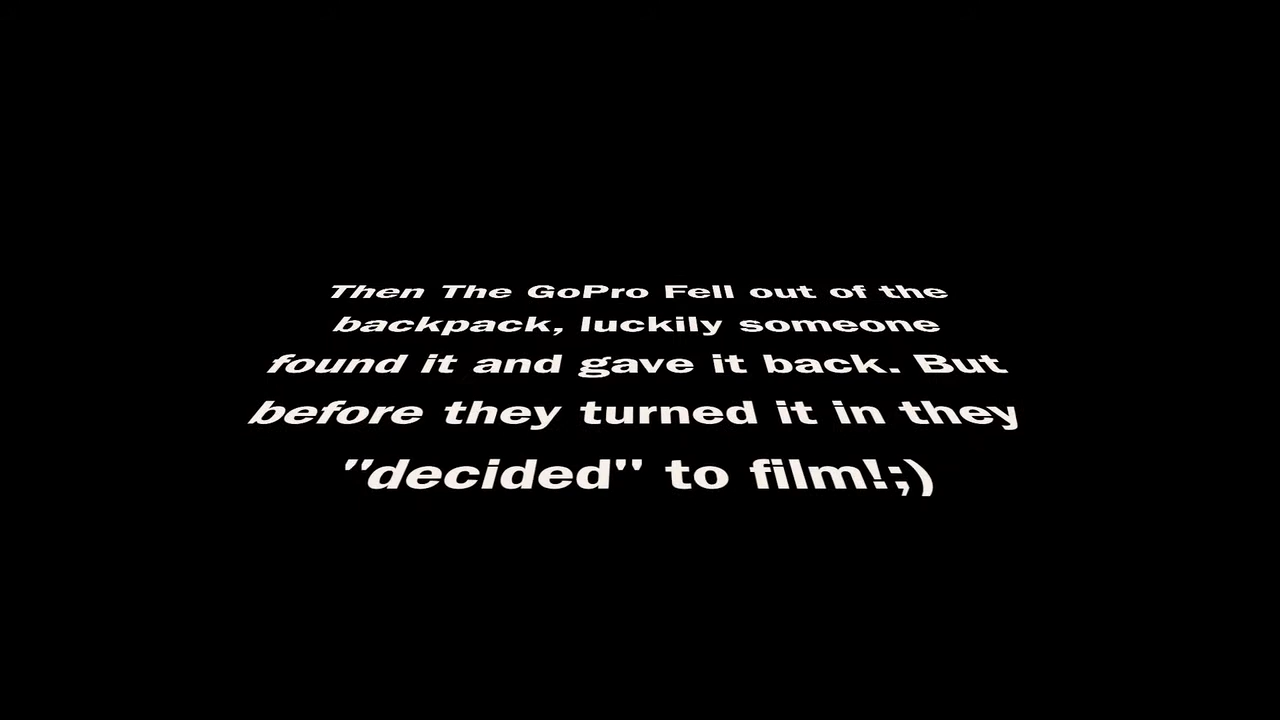 Then The GoPro Fell out of the
backpack, luckily someone
found it and gave it back. But
before they turned it in they
"decided" to film!;)